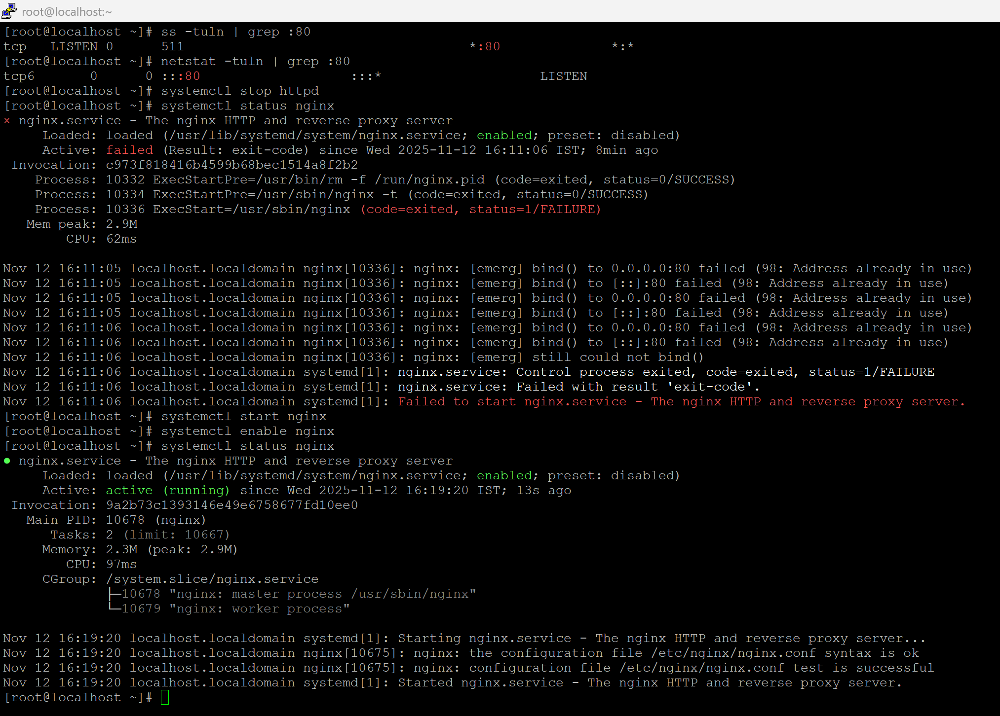 root@localhost:~
[root@localhost ~]# ss -tuln | grep :80
tcp   LISTEN 0      511                                    *:80              *:*
[root@localhost ~]# netstat -tuln | grep :80
tcp6       0      0 :::80                   :::*                    LISTEN
[root@localhost ~]# systemctl stop httpd
[root@localhost ~]# systemctl status nginx
× nginx.service - The nginx HTTP and reverse proxy server
     Loaded: loaded (/usr/lib/systemd/system/nginx.service; enabled; preset: disabled)
     Active: failed (Result: exit-code) since Wed 2025-11-12 16:11:06 IST; 8min ago
 Invocation: c973f818416b4599b68bec1514a8f2b2
    Process: 10332 ExecStartPre=/usr/bin/rm -f /run/nginx.pid (code=exited, status=0/SUCCESS)
    Process: 10334 ExecStartPre=/usr/sbin/nginx -t (code=exited, status=0/SUCCESS)
    Process: 10336 ExecStart=/usr/sbin/nginx (code=exited, status=1/FAILURE)
   Mem peak: 2.9M
        CPU: 62ms

Nov 12 16:11:05 localhost.localdomain nginx[10336]: nginx: [emerg] bind() to 0.0.0.0:80 failed (98: Address already in use)
Nov 12 16:11:05 localhost.localdomain nginx[10336]: nginx: [emerg] bind() to [::]:80 failed (98: Address already in use)
Nov 12 16:11:05 localhost.localdomain nginx[10336]: nginx: [emerg] bind() to 0.0.0.0:80 failed (98: Address already in use)
Nov 12 16:11:05 localhost.localdomain nginx[10336]: nginx: [emerg] bind() to [::]:80 failed (98: Address already in use)
Nov 12 16:11:06 localhost.localdomain nginx[10336]: nginx: [emerg] bind() to 0.0.0.0:80 failed (98: Address already in use)
Nov 12 16:11:06 localhost.localdomain nginx[10336]: nginx: [emerg] bind() to [::]:80 failed (98: Address already in use)
Nov 12 16:11:06 localhost.localdomain nginx[10336]: nginx: [emerg] still could not bind()
Nov 12 16:11:06 localhost.localdomain systemd[1]: nginx.service: Control process exited, code=exited, status=1/FAILURE
Nov 12 16:11:06 localhost.localdomain systemd[1]: nginx.service: Failed with result 'exit-code'.
Nov 12 16:11:06 localhost.localdomain systemd[1]: Failed to start nginx.service - The nginx HTTP and reverse proxy server.
[root@localhost ~]# systemctl start nginx
[root@localhost ~]# systemctl enable nginx
[root@localhost ~]# systemctl status nginx
● nginx.service - The nginx HTTP and reverse proxy server
     Loaded: loaded (/usr/lib/systemd/system/nginx.service; enabled; preset: disabled)
     Active: active (running) since Wed 2025-11-12 16:19:20 IST; 13s ago
 Invocation: 9a2b73c1393146e49e6758677fd10ee0
   Main PID: 10678 (nginx)
      Tasks: 2 (limit: 10667)
     Memory: 2.3M (peak: 2.9M)
        CPU: 97ms
     CGroup: /system.slice/nginx.service
             ├─10678 "nginx: master process /usr/sbin/nginx"
             └─10679 "nginx: worker process"

Nov 12 16:19:20 localhost.localdomain systemd[1]: Starting nginx.service - The nginx HTTP and reverse proxy server...
Nov 12 16:19:20 localhost.localdomain nginx[10675]: nginx: the configuration file /etc/nginx/nginx.conf syntax is ok
Nov 12 16:19:20 localhost.localdomain nginx[10675]: nginx: configuration file /etc/nginx/nginx.conf test is successful
Nov 12 16:19:20 localhost.localdomain systemd[1]: Started nginx.service - The nginx HTTP and reverse proxy server.
[root@localhost ~]#